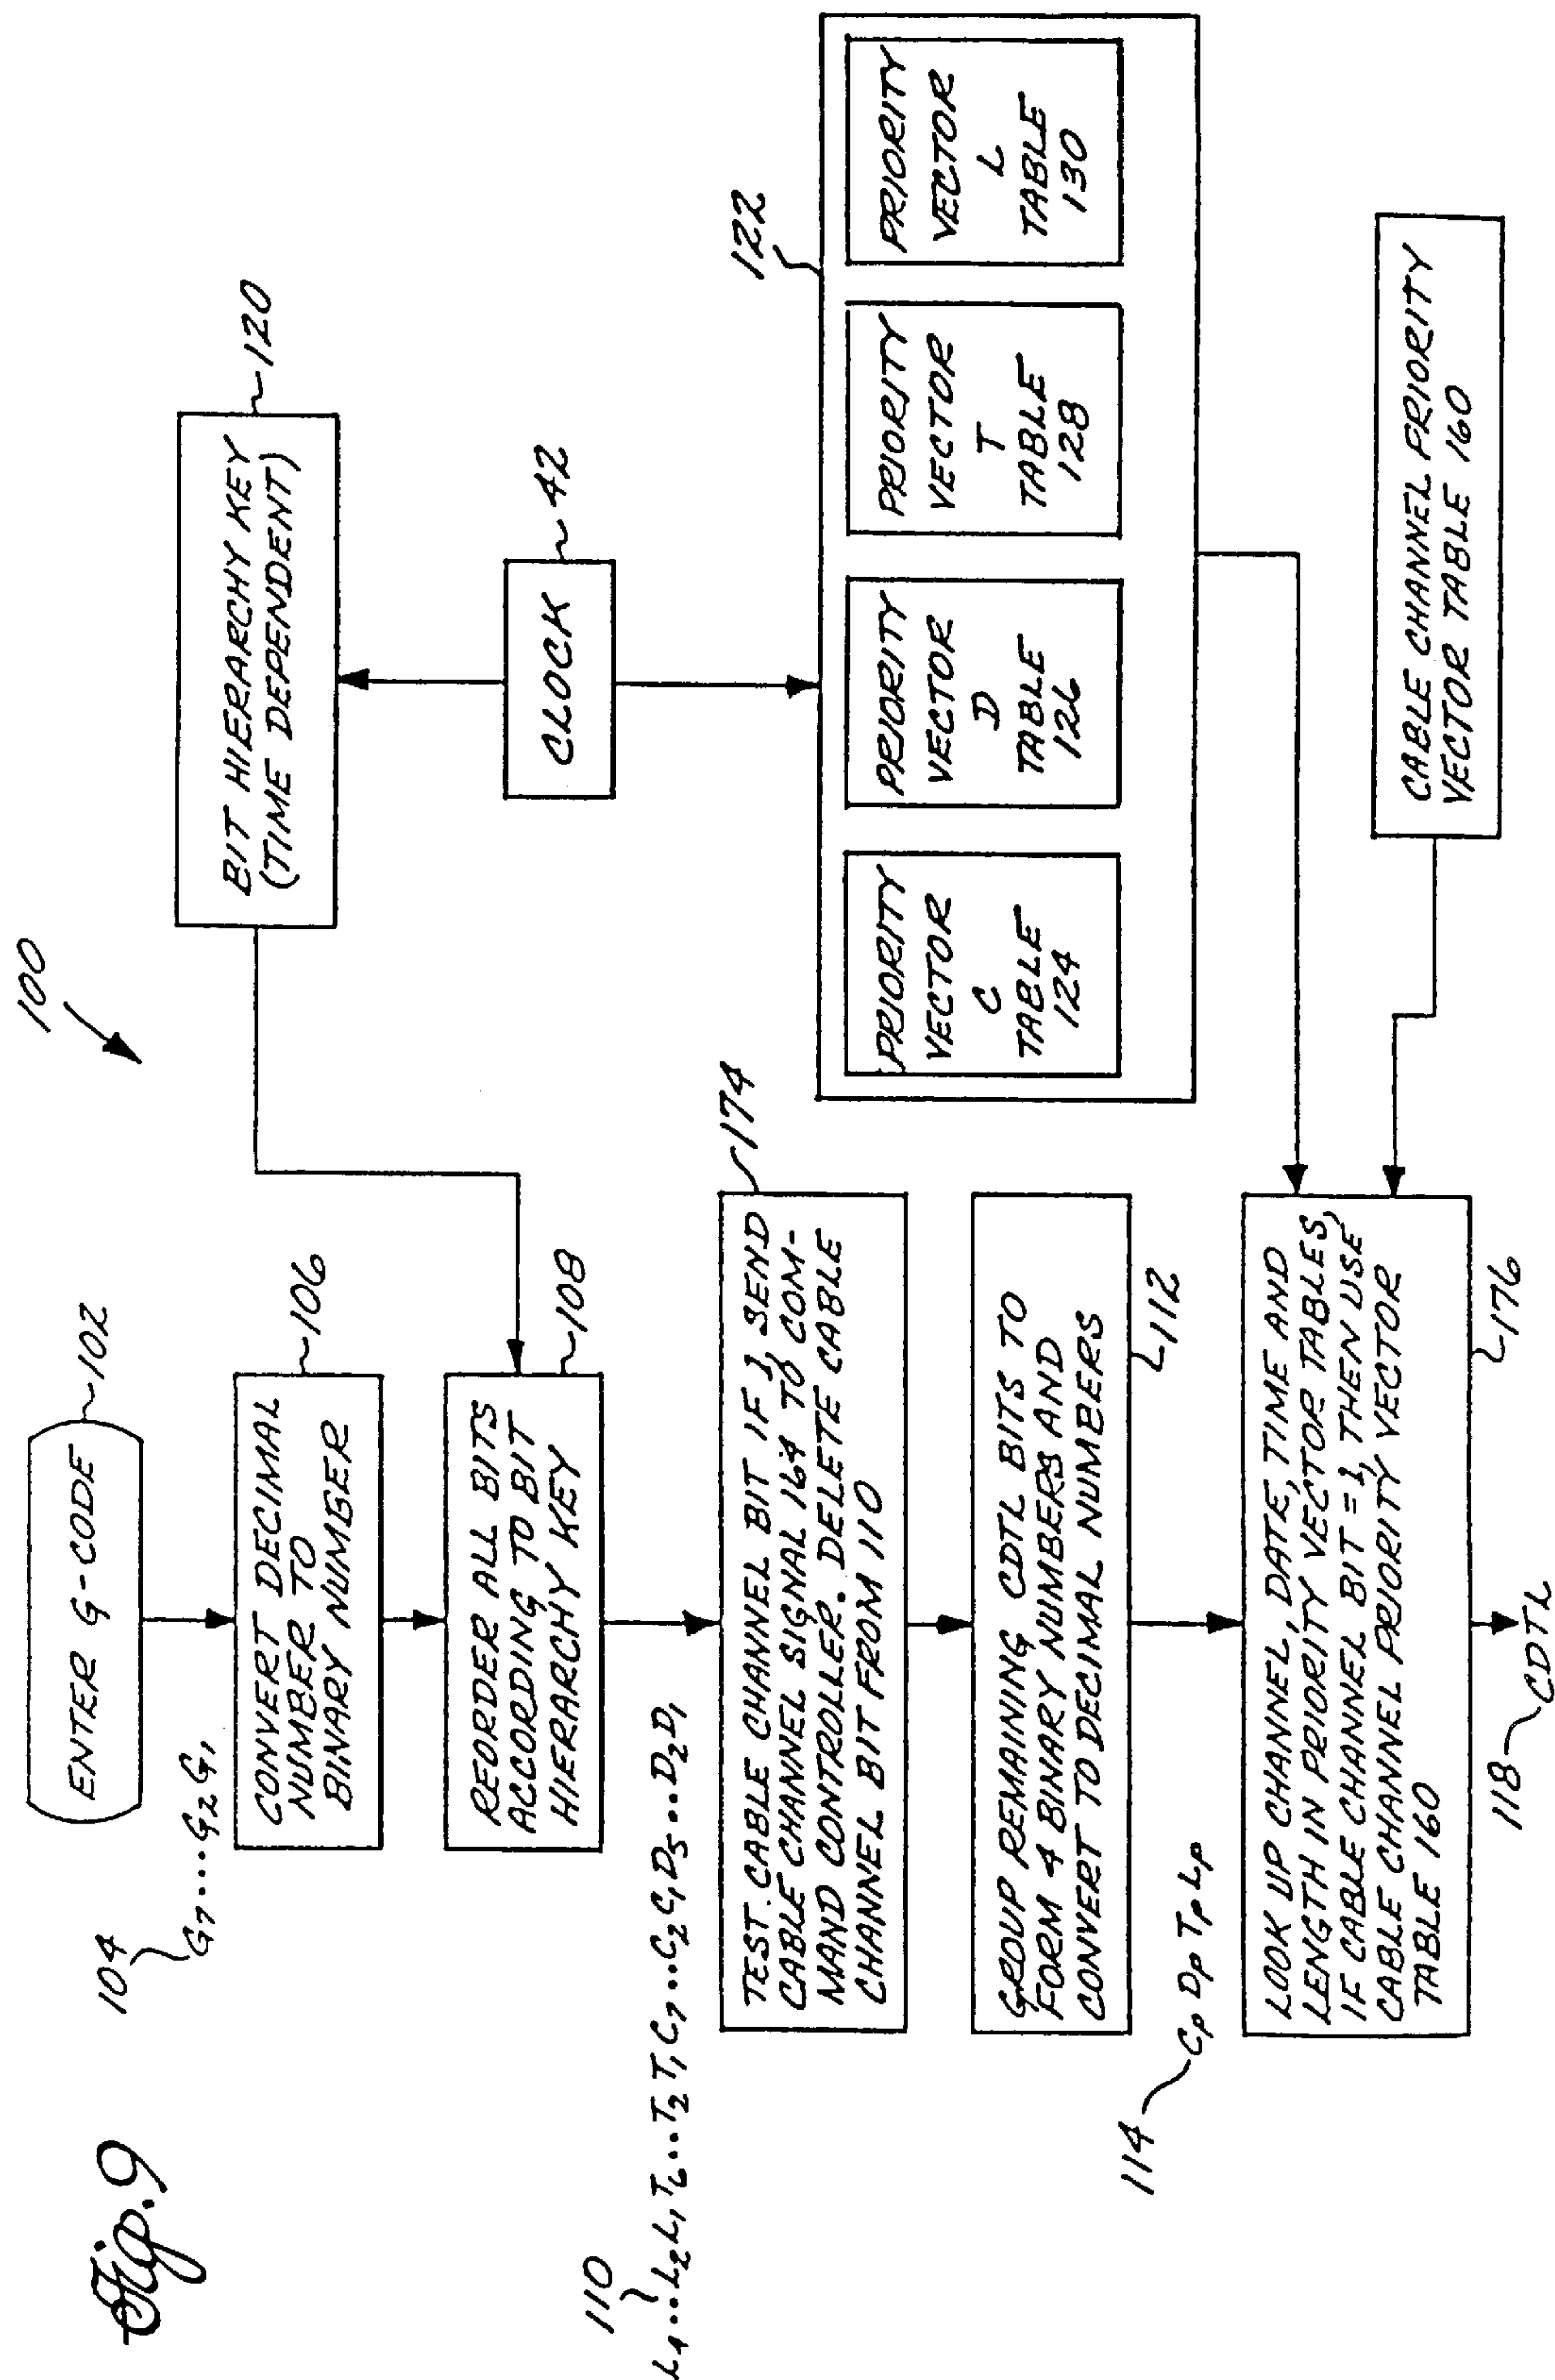 Fig. 9
100
ENTER G-CODE
102
104
G7...G2G1
CONVERT DECIMAL
NUMBER TO
BINARY NUMBER
106
REORDER ALL BITS
ACCORDING TO BIT
HIERARCHY KEY
108
110
L4..L2L1T6..T2T1C7..C2C1D5...D2D1
TEST CABLE CHANNEL BIT IF 1, SEND
CABLE CHANNEL SIGNAL 164 TO COM-
MAND CONTROLLER. DELETE CABLE
CHANNEL BIT FROM 110
174
GROUP REMAINING CDTL BITS TO
FORM 4 BINARY NUMBERS AND
CONVERT TO DECIMAL NUMBERS
112
114
CP DP TP LP
LOOK UP CHANNEL, DATE, TIME AND
LENGTH IN PRIORITY VECTOR TABLES,
IF CABLE CHANNEL BIT = 1, THEN USE
CABLE CHANNEL PRIORITY VECTOR
TABLE 160
176
118
CDTL
BIT HIERARCHY KEY
(TIME DEPENDENT)
120
CLOCK
42
122
PRIORITY
VECTOR
C
TABLE
124
PRIORITY
VECTOR
D
TABLE
126
PRIORITY
VECTOR
T
TABLE
128
PRIORITY
VECTOR
L
TABLE
130
CABLE CHANNEL PRIORITY
VECTOR TABLE 160